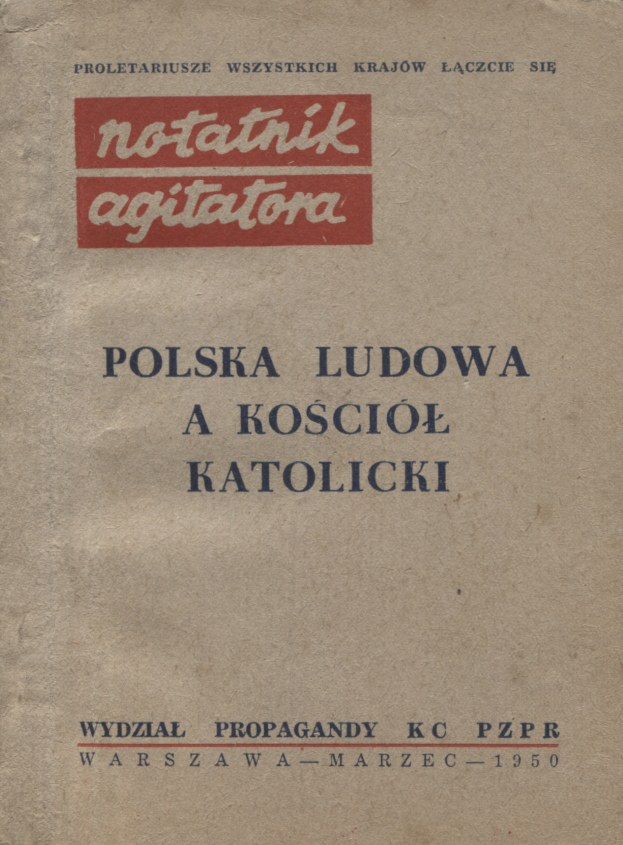 PROLETARIUSZE WSZYSTKICH KRAJÓW ŁĄCZCIE SIĘ
notatnik
agitatora
POLSKA LUDOWA
A KOŚCIÓŁ
KATOLICKI
WYDZIAŁ PROPAGANDY KC PZPR
WARSZAWA — MARZEC — 1950